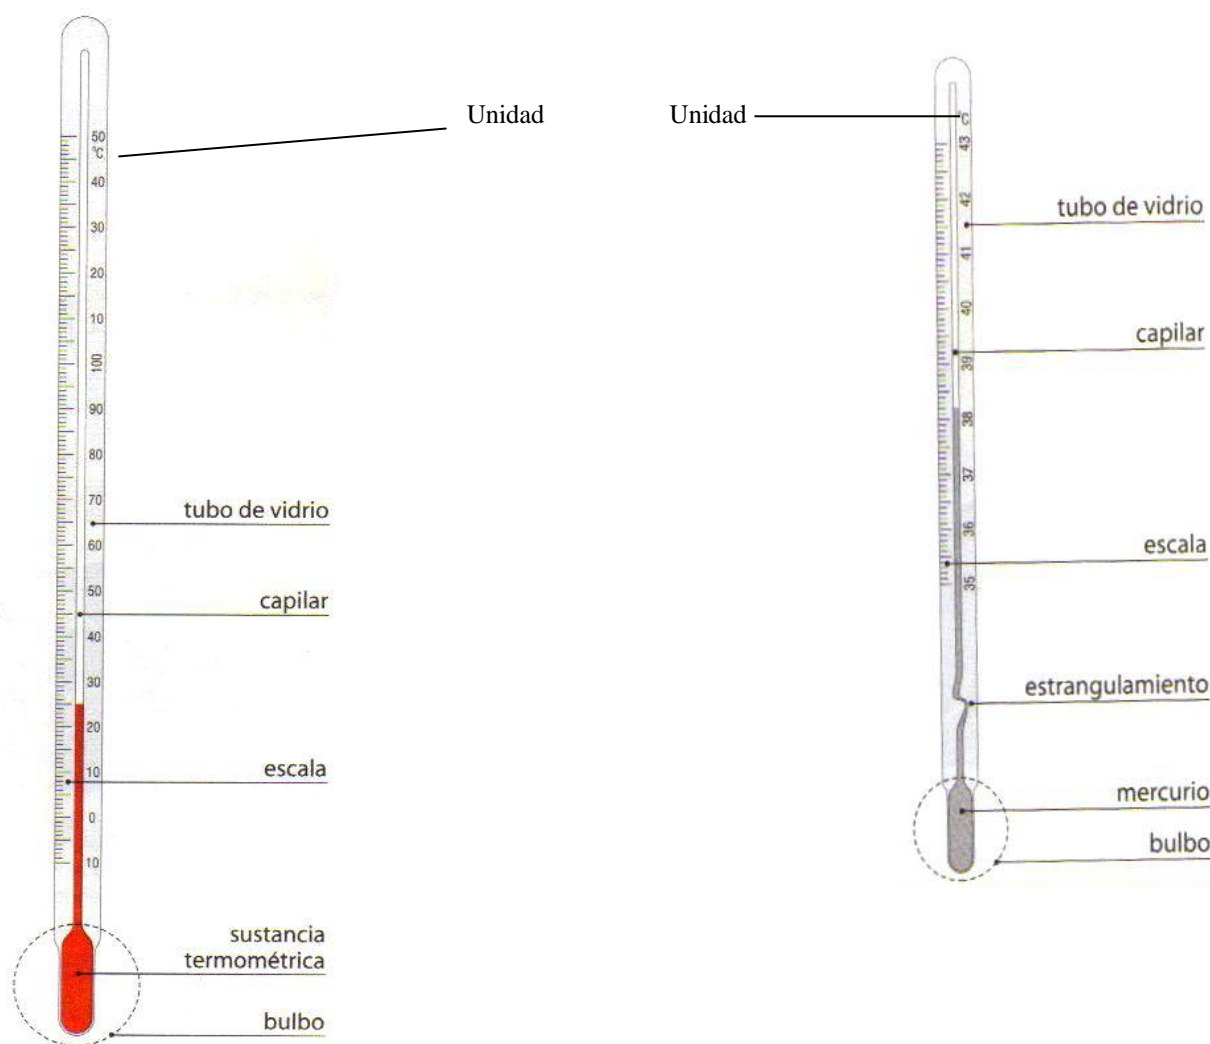 Unidad
50
°C
40
30
20
10
100
90
80
70
60
50
40
30
20
10
0
10
tubo de vidrio
capilar
escala
sustancia
termométrica
bulbo
Unidad
°C
43
42
41
40
39
38
37
36
35
tubo de vidrio
capilar
escala
estrangulamiento
mercurio
bulbo